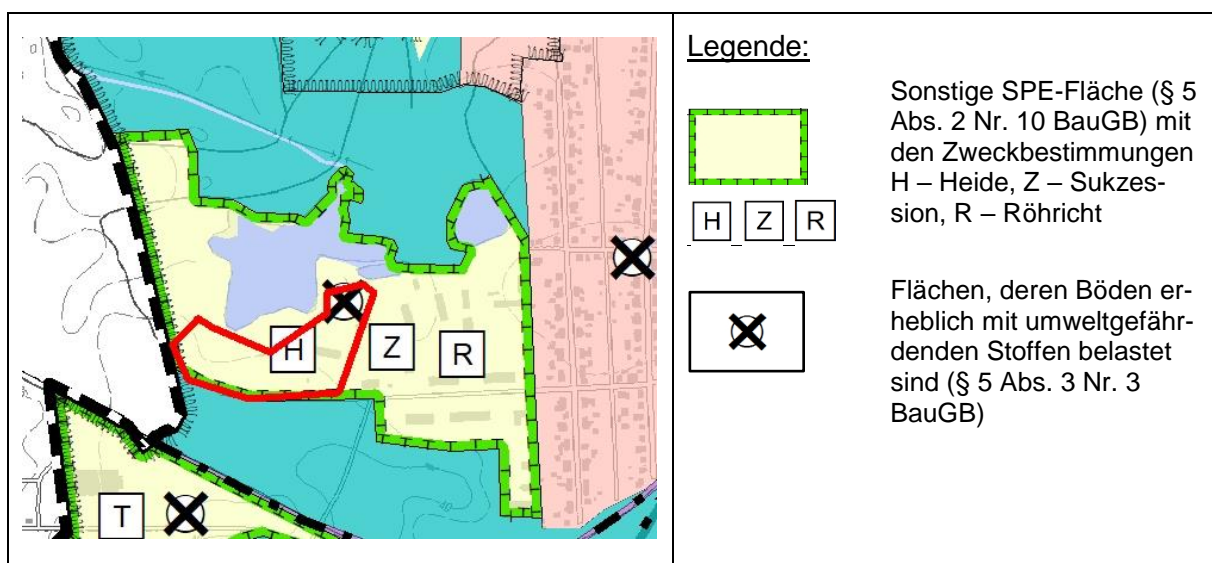 Legende:
Sonstige SPE-Fläche (§ 5
Abs. 2 Nr. 10 BauGB) mit
den Zweckbestimmungen
H – Heide, Z – Sukzes-
sion, R – Röhricht
H Z R
Flächen, deren Böden er-
heblich mit umweltgefähr-
denden Stoffen belastet
sind (§ 5 Abs. 3 Nr. 3
BauGB)
H Z R
T